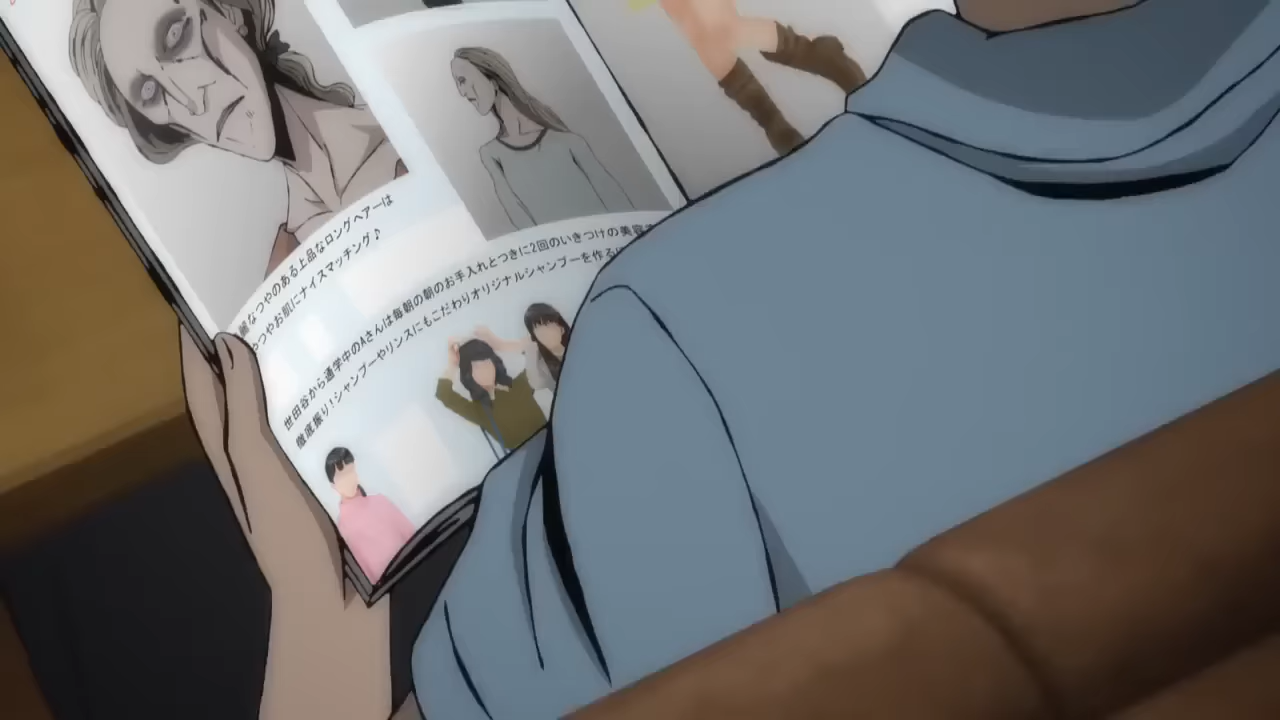 麗なつやのある上品なロングヘアーは
やつやお肌にナイスマッチング♪
世田谷から通学中のAさんは毎朝の朝のお手入れとつきに2回のいきつけの美容
徹底振り!シャンプーやリンスにもこだわりオリジナルシャンプーを作る